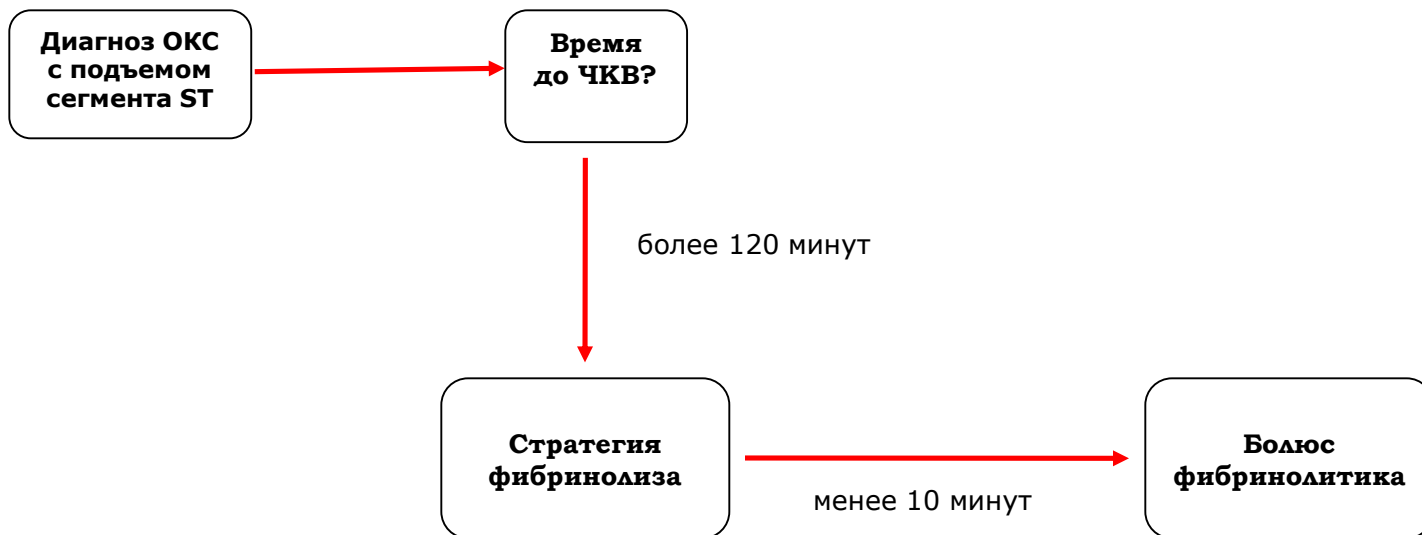 Диагноз ОКС
с подъемом
сегмента ST
Время
до ЧКВ?
более 120 минут
Стратегия
фибринолиза
менее 10 минут
Болюс
фибринолитика